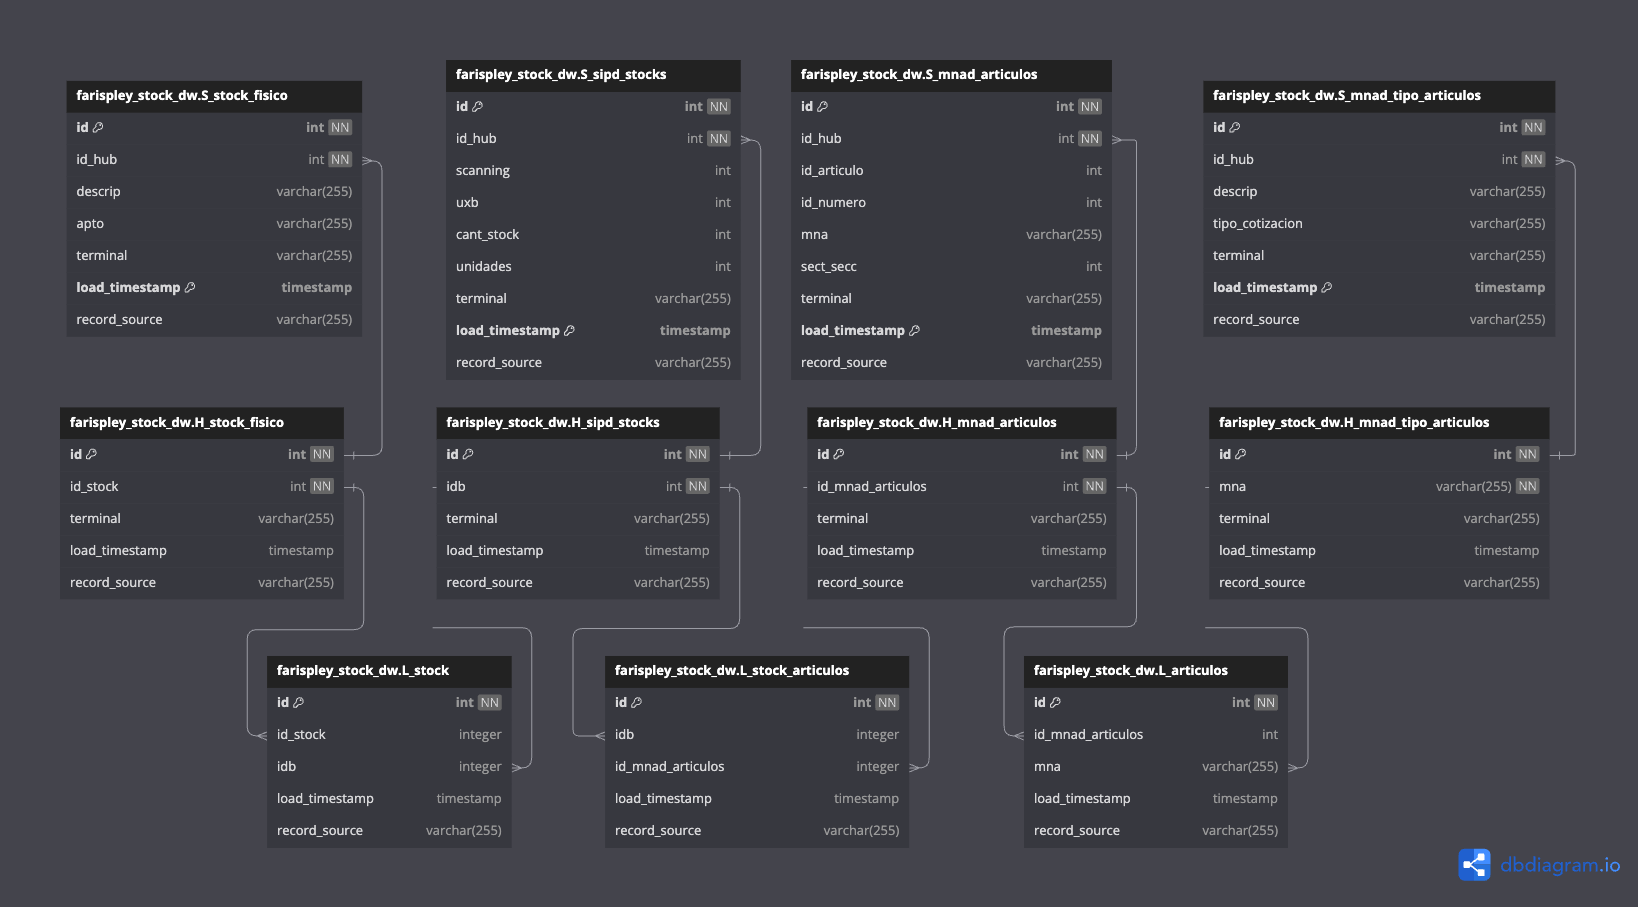 farispley_stock_dw.S_stock_fisico
id int NN
id_hub int NN
descrip varchar(255)
apto varchar(255)
terminal varchar(255)
load_timestamp timestamp
record_source varchar(255)
farispley_stock_dw.S_sipd_stocks
id int NN
id_hub int NN
scanning int
uxb int
cant_stock int
unidades int
terminal varchar(255)
load_timestamp timestamp
record_source varchar(255)
farispley_stock_dw.S_mnad_articulos
id int NN
id_hub int NN
id_articulo int
id_numero int
mna varchar(255)
sect_secc int
terminal varchar(255)
load_timestamp timestamp
record_source varchar(255)
farispley_stock_dw.S_mnad_tipo_articulos
id int NN
id_hub int NN
descrip varchar(255)
tipo_cotizacion varchar(255)
terminal varchar(255)
load_timestamp timestamp
record_source varchar(255)
farispley_stock_dw.H_stock_fisico
id int NN
id_stock int NN
terminal varchar(255)
load_timestamp timestamp
record_source varchar(255)
farispley_stock_dw.H_sipd_stocks
id int NN
idb int NN
terminal varchar(255)
load_timestamp timestamp
record_source varchar(255)
farispley_stock_dw.H_mnad_articulos
id int NN
id_mnad_articulos int NN
terminal varchar(255)
load_timestamp timestamp
record_source varchar(255)
farispley_stock_dw.H_mnad_tipo_articulos
id int NN
mna varchar(255) NN
terminal varchar(255)
load_timestamp timestamp
record_source varchar(255)
farispley_stock_dw.L_stock
id int NN
id_stock integer
idb integer
load_timestamp timestamp
record_source varchar(255)
farispley_stock_dw.L_stock_articulos
id int NN
idb integer
id_mnad_articulos integer
load_timestamp timestamp
record_source varchar(255)
farispley_stock_dw.L_articulos
id int NN
id_mnad_articulos int
mna varchar(255)
load_timestamp timestamp
record_source varchar(255)
dbdiagram.io